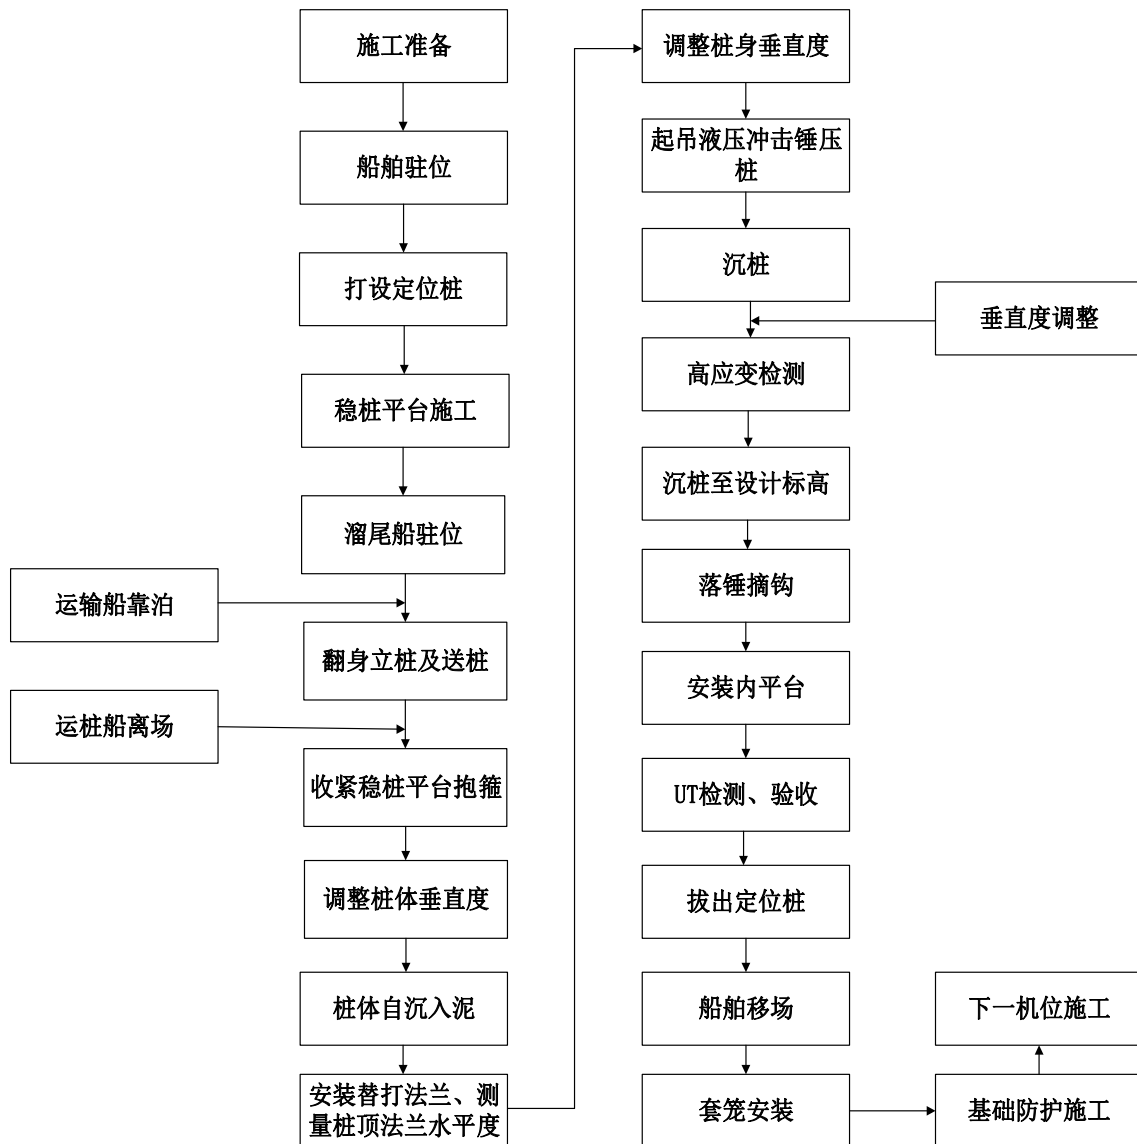 施工准备
船舶驻位
打设定位桩
稳桩平台施工
溜尾船驻位
运输船靠泊
翻身立桩及送桩
运桩船离场
收紧稳桩平台抱箍
调整桩体垂直度
桩体自沉入泥
安装替打法兰、测
量桩顶法兰水平度
调整桩身垂直度
起吊液压冲击锤压
桩
沉桩
垂直度调整
高应变检测
沉桩至设计标高
落锤摘钩
安装内平台
UT检测、验收
拔出定位桩
船舶移场
套笼安装
基础防护施工
下一机位施工